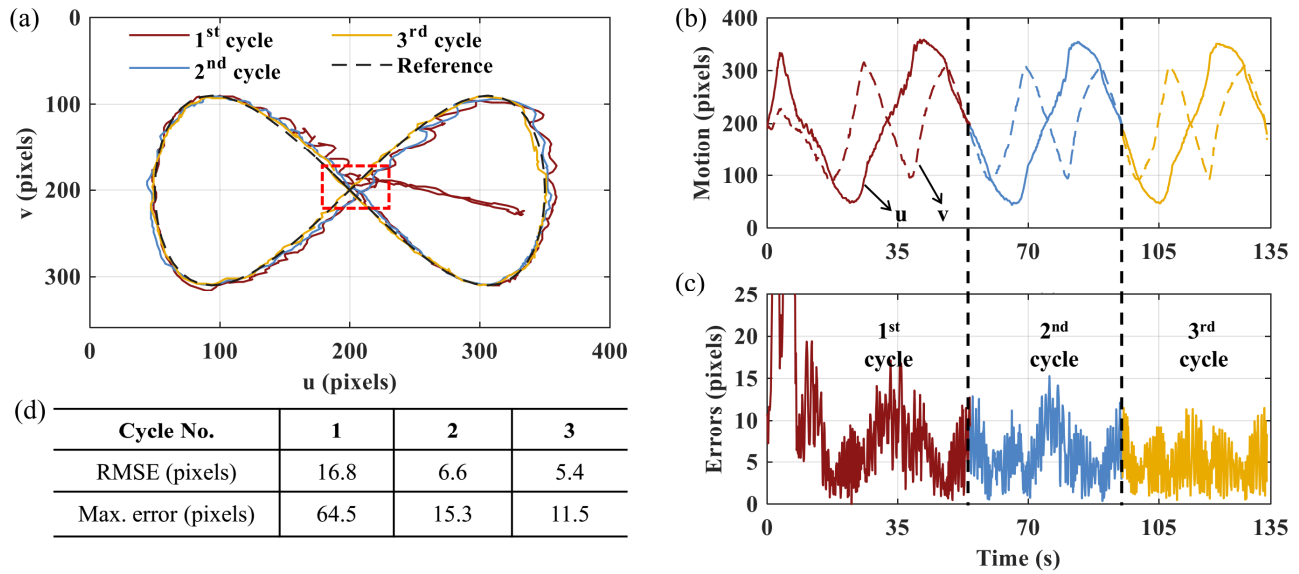 (a)
0
100
200
300
v (pixels)
1st cycle
3rd cycle
2nd cycle
Reference
0
100
200
300
400
u (pixels)
(b)
400
300
200
100
0
Motion (pixels)
u
v
0
35
70
105
135
(c)
25
20
15
10
5
0
Errors (pixels)
1st
cycle
2nd
cycle
3rd
cycle
0
35
70
105
135
Time (s)
(d)
Cycle No. 1 2 3
RMSE (pixels) 16.8 6.6 5.4
Max. error (pixels) 64.5 15.3 11.5